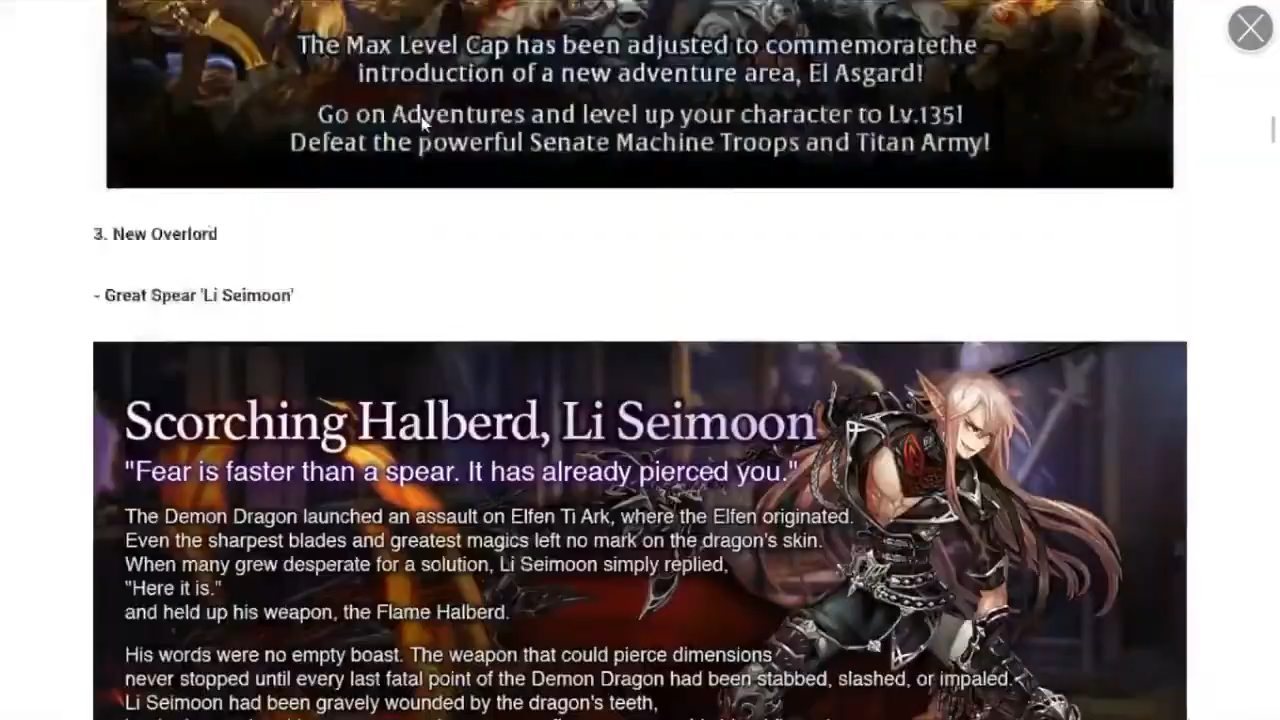 The Max Level Cap has been adjusted to commemoratethe
introduction of a new adventure area, El Asgard!
Go on Adventures and level up your character to Lv.135!
Defeat the powerful Senate Machine Troops and Titan Army!
3. New Overlord
- Great Spear 'Li Seimoon'
Scorching Halberd, Li Seimoon
"Fear is faster than a spear. It has already pierced you."
The Demon Dragon launched an assault on Elfen Ti Ark, where the Elfen originated.
Even the sharpest blades and greatest magics left no mark on the dragon's skin.
When many grew desperate for a solution, Li Seimoon simply replied,
"Here it is."
and held up his weapon, the Flame Halberd.
His words were no empty boast. The weapon that could pierce dimensions
never stopped until every last fatal point of the Demon Dragon had been stabbed, slashed, or impaled.
Li Seimoon had been gravely wounded by the dragon's teeth,